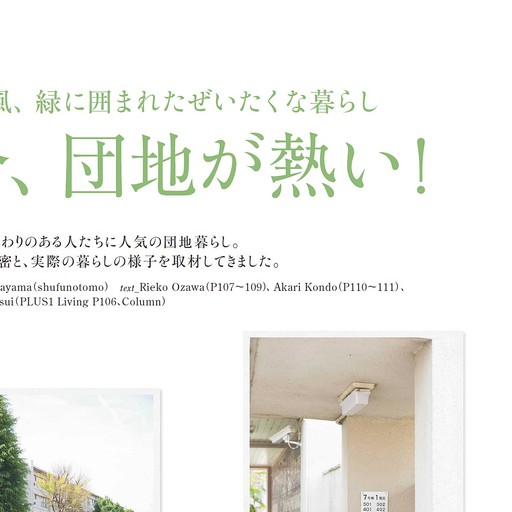 風、緑に囲まれたぜいたくな暮らし
、団地が熱い!
わりのある人たちに人気の団地暮らし。
密と、実際の暮らしの様子を取材してきました。
ayama(shufunotomo) text_Rieko Ozawa(P107〜109)、Akari Kondo(P110〜111)、
sui(PLUS1 Living P106、Column)
7号棟1階段
501 502
401 402